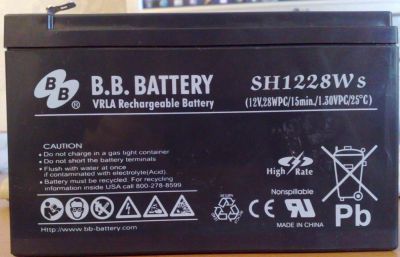 B.B. BATTERY
SH1228W s
BB ®
VRLA Rechargeable Battery
(12V,28WPC/15min./1.30VPC/25°C)
CAUTION
• Do not charge in a gas tight container
• Do not short the battery terminals
• Flush with water at once
if contaminated with electrolyte(Acid)
• Battery must be recycled. For recycling
information inside USA call 800-278-8599
High Rate
Nonspillable
Pb
MADE IN CHINA
Http://www.bb-battery.com